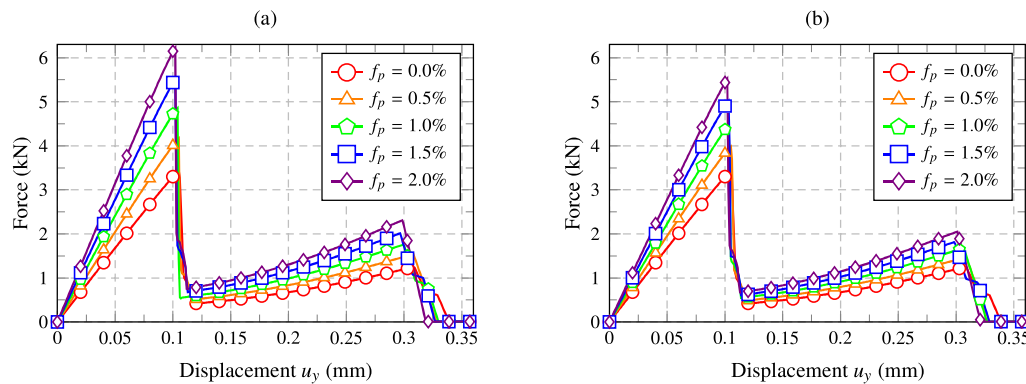 (a)
6
5
4
3
2
1
0
Force (kN)
0
0.05
0.1
0.15
0.2
0.25
0.3
0.35
Displacement u_y (mm)
f_p = 0.0%
f_p = 0.5%
f_p = 1.0%
f_p = 1.5%
f_p = 2.0%
(b)
6
5
4
3
2
1
0
Force (kN)
0
0.05
0.1
0.15
0.2
0.25
0.3
0.35
Displacement u_y (mm)
f_p = 0.0%
f_p = 0.5%
f_p = 1.0%
f_p = 1.5%
f_p = 2.0%